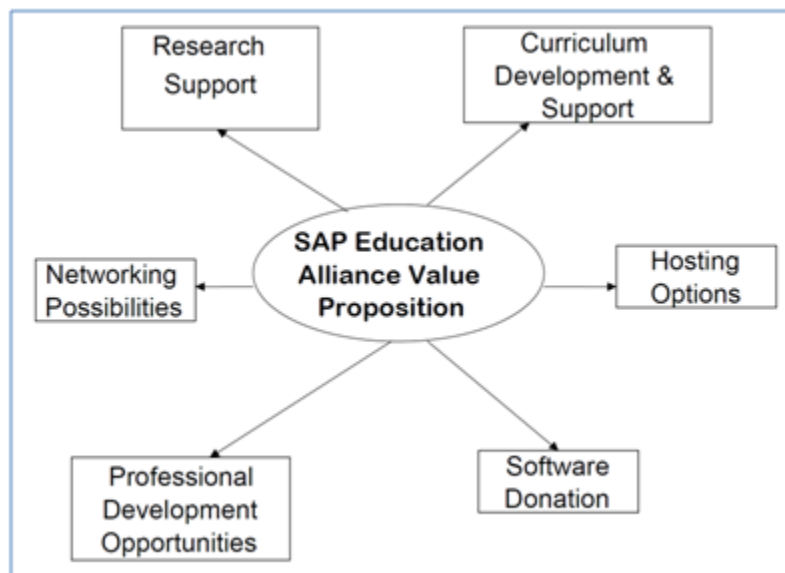 Research
Support
Curriculum
Development &
Support
SAP Education
Alliance Value
Proposition
Networking
Possibilities
Hosting
Options
Professional
Development
Opportunities
Software
Donation